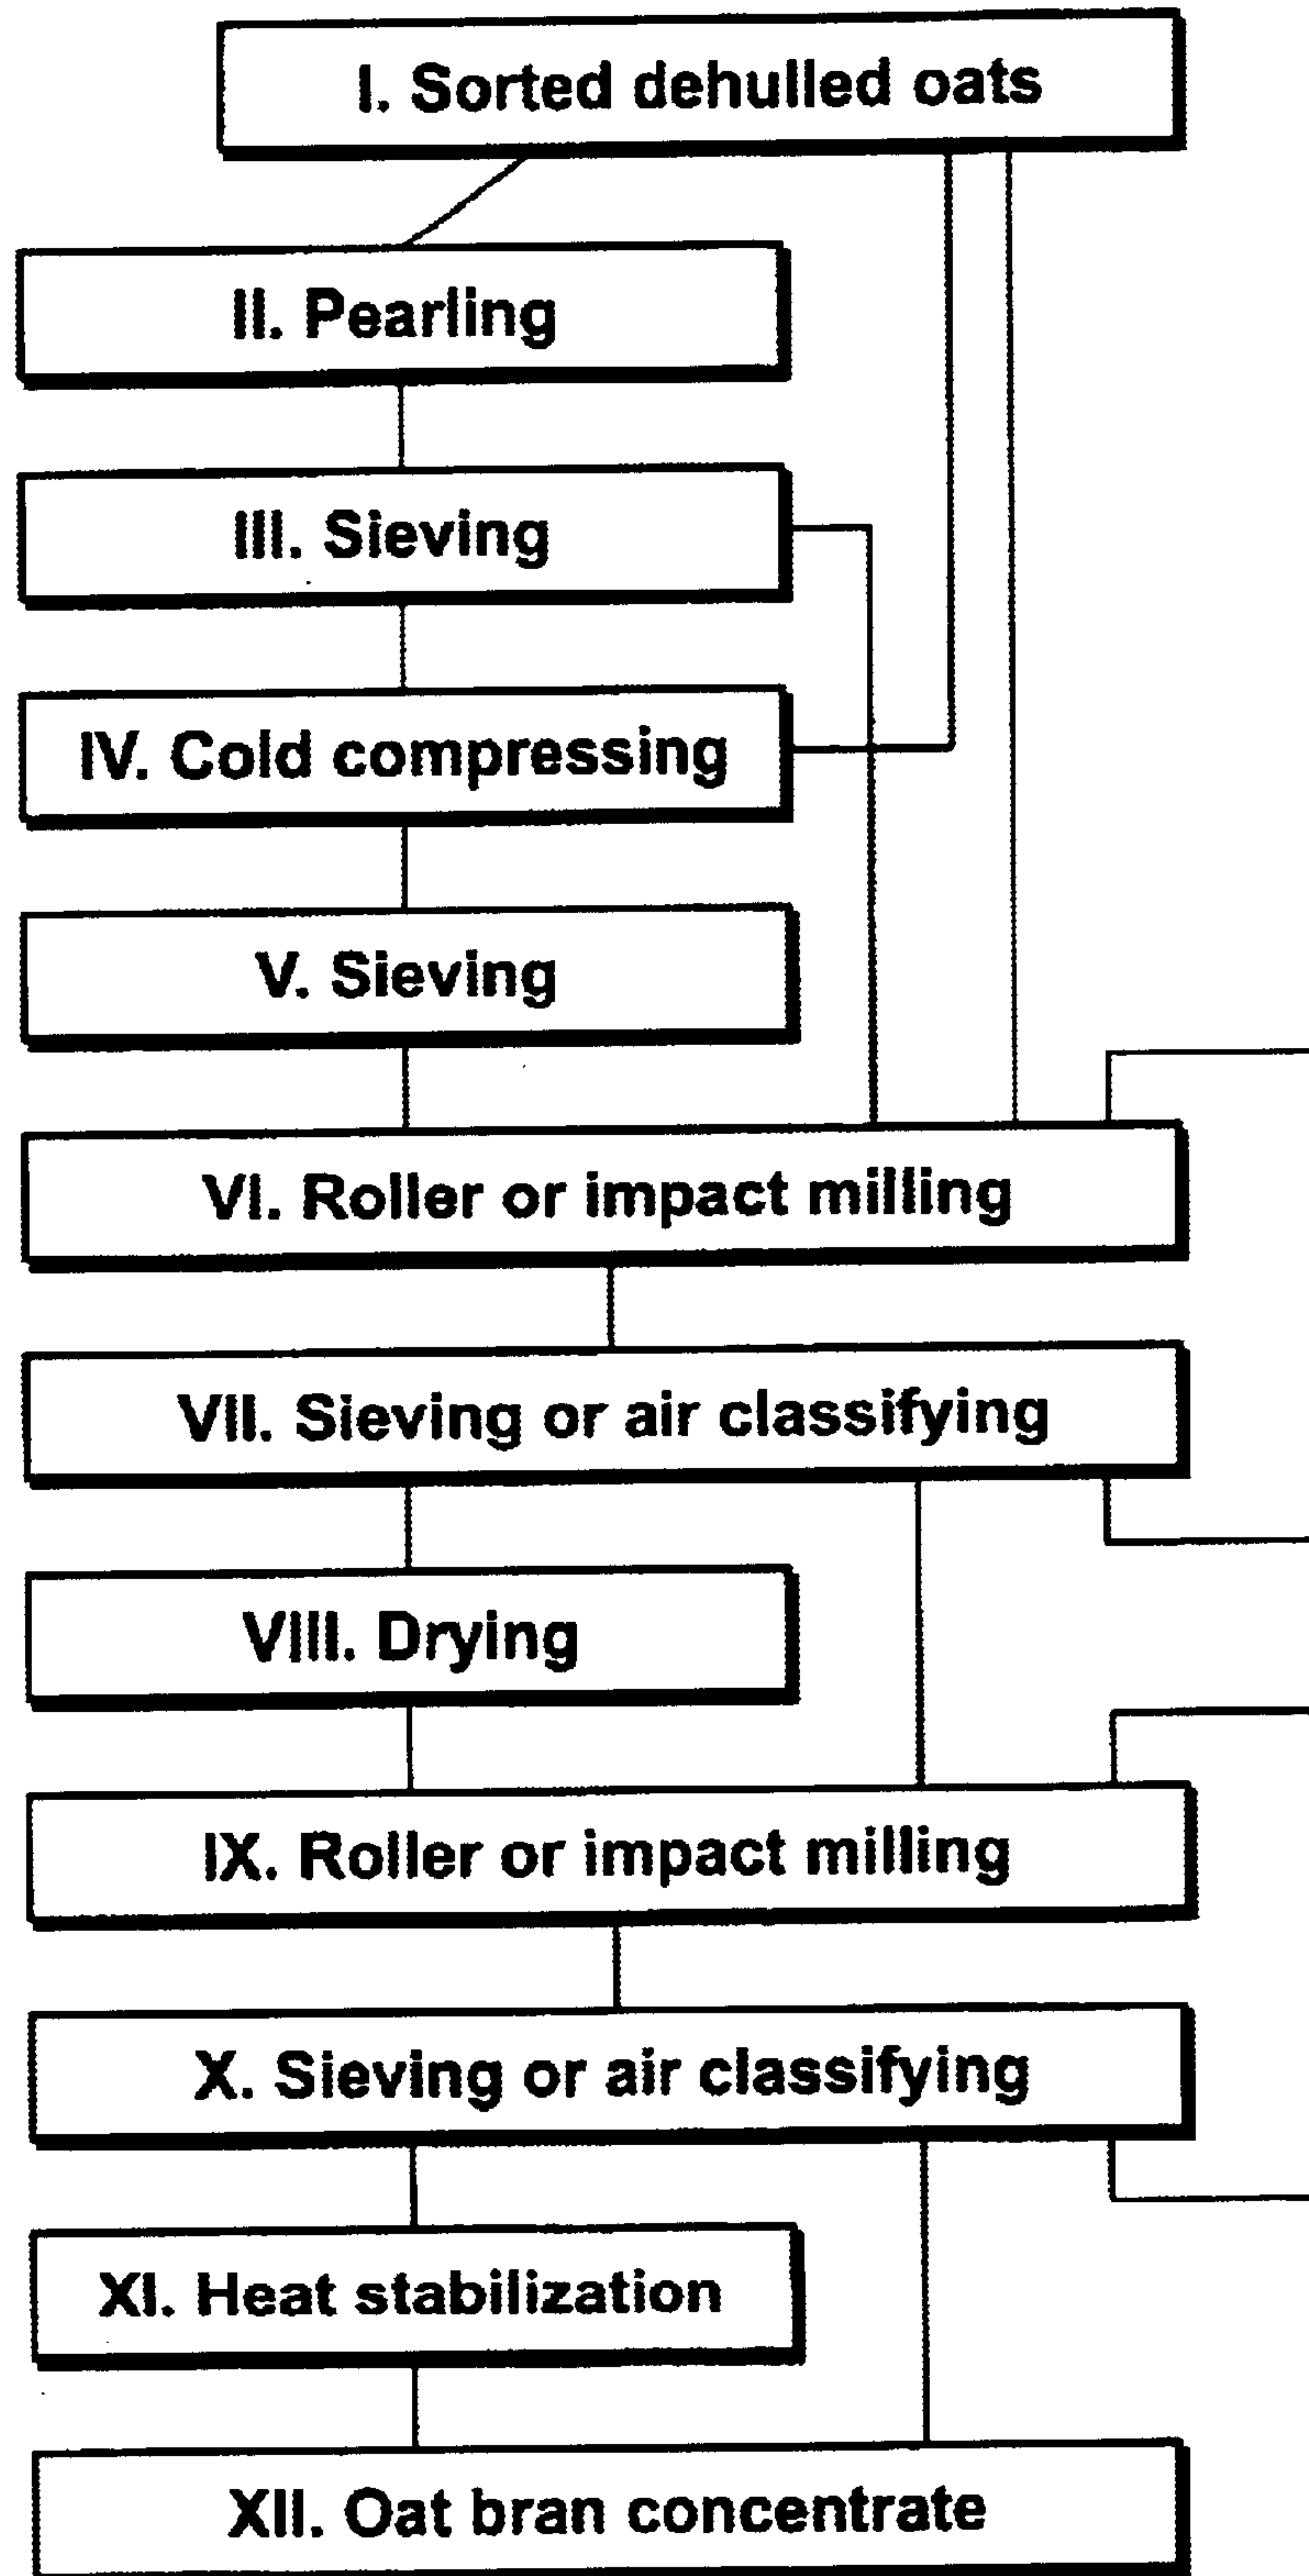 I. Sorted dehulled oats
II. Pearling
III. Sieving
IV. Cold compressing
V. Sieving
VI. Roller or impact milling
VII. Sieving or air classifying
VIII. Drying
IX. Roller or impact milling
X. Sieving or air classifying
XI. Heat stabilization
XII. Oat bran concentrate